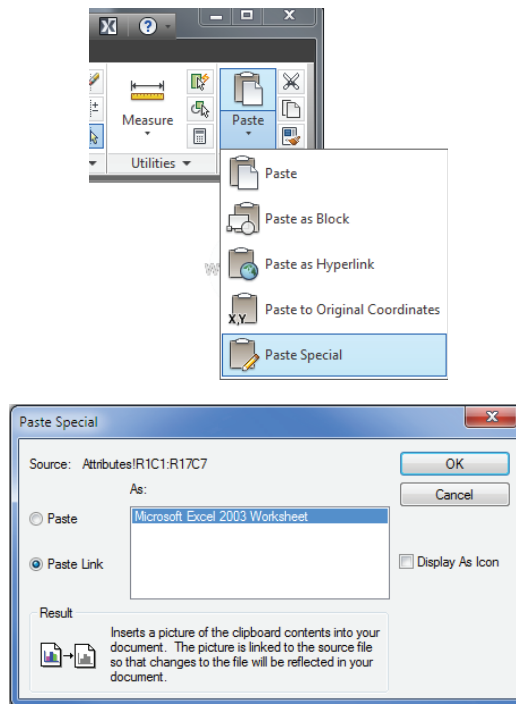 Measure
Paste
Utilities
Paste
Paste as Block
Paste as Hyperlink
X,Y...
Paste to Original Coordinates
Paste Special
Paste Special
Source: Attributes!R1C1:R17C7
OK
As:
Cancel
Paste
Microsoft Excel 2003 Worksheet
Paste Link
Display As Icon
Result
Inserts a picture of the clipboard contents into your
document. The picture is linked to the source file
so that changes to the file will be reflected in your
document.